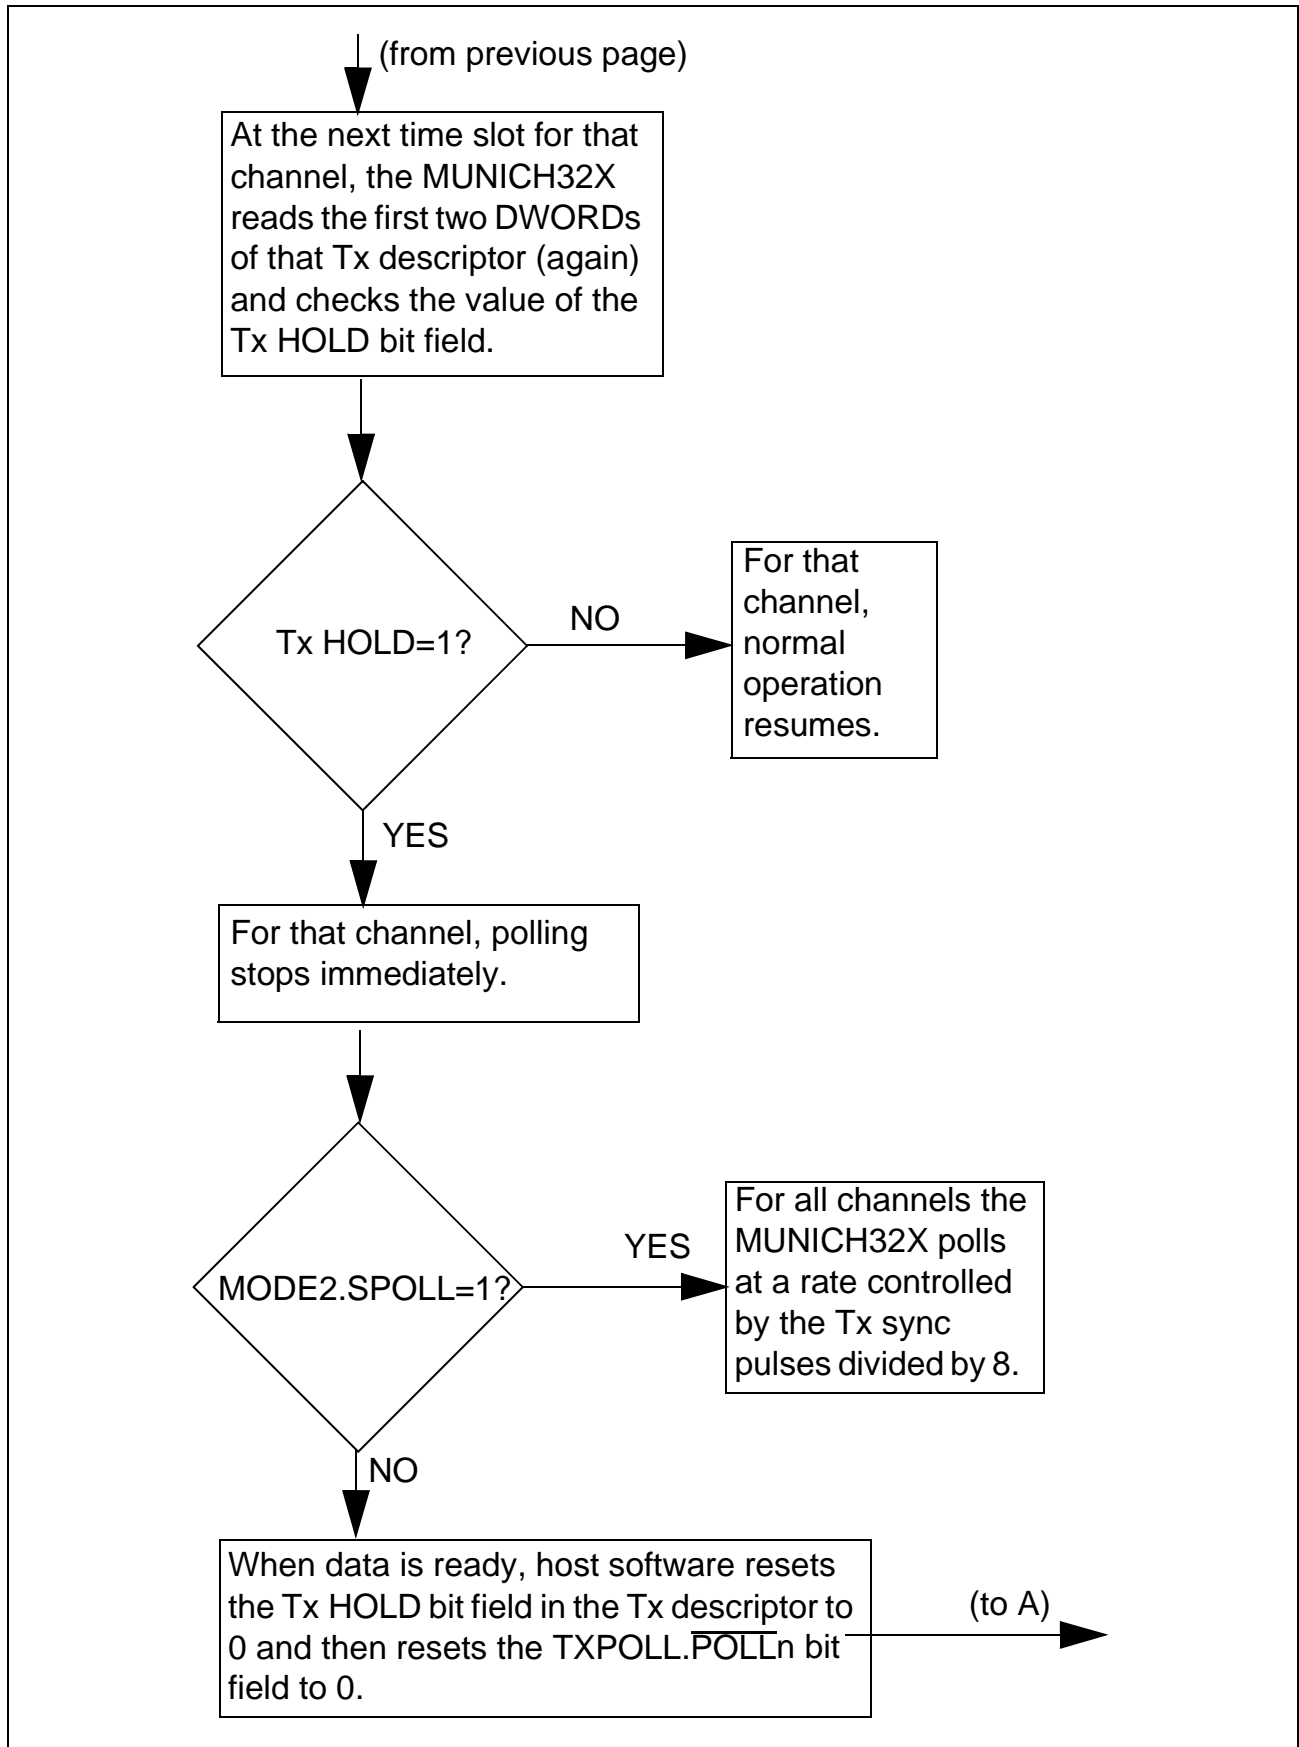 (from previous page)
At the next time slot for that
channel, the MUNICH32X
reads the first two DWORDs
of that Tx descriptor (again)
and checks the value of the
Tx HOLD bit field.
Tx HOLD=1?
NO
For that
channel,
normal
operation
resumes.
YES
For that channel, polling
stops immediately.
MODE2.SPOLL=1?
YES
For all channels the
MUNICH32X polls
at a rate controlled
by the Tx sync
pulses divided by 8.
NO
When data is ready, host software resets
the Tx HOLD bit field in the Tx descriptor to
0 and then resets the TXPOLL.P̅O̅L̅L̅n bit
field to 0.
(to A)